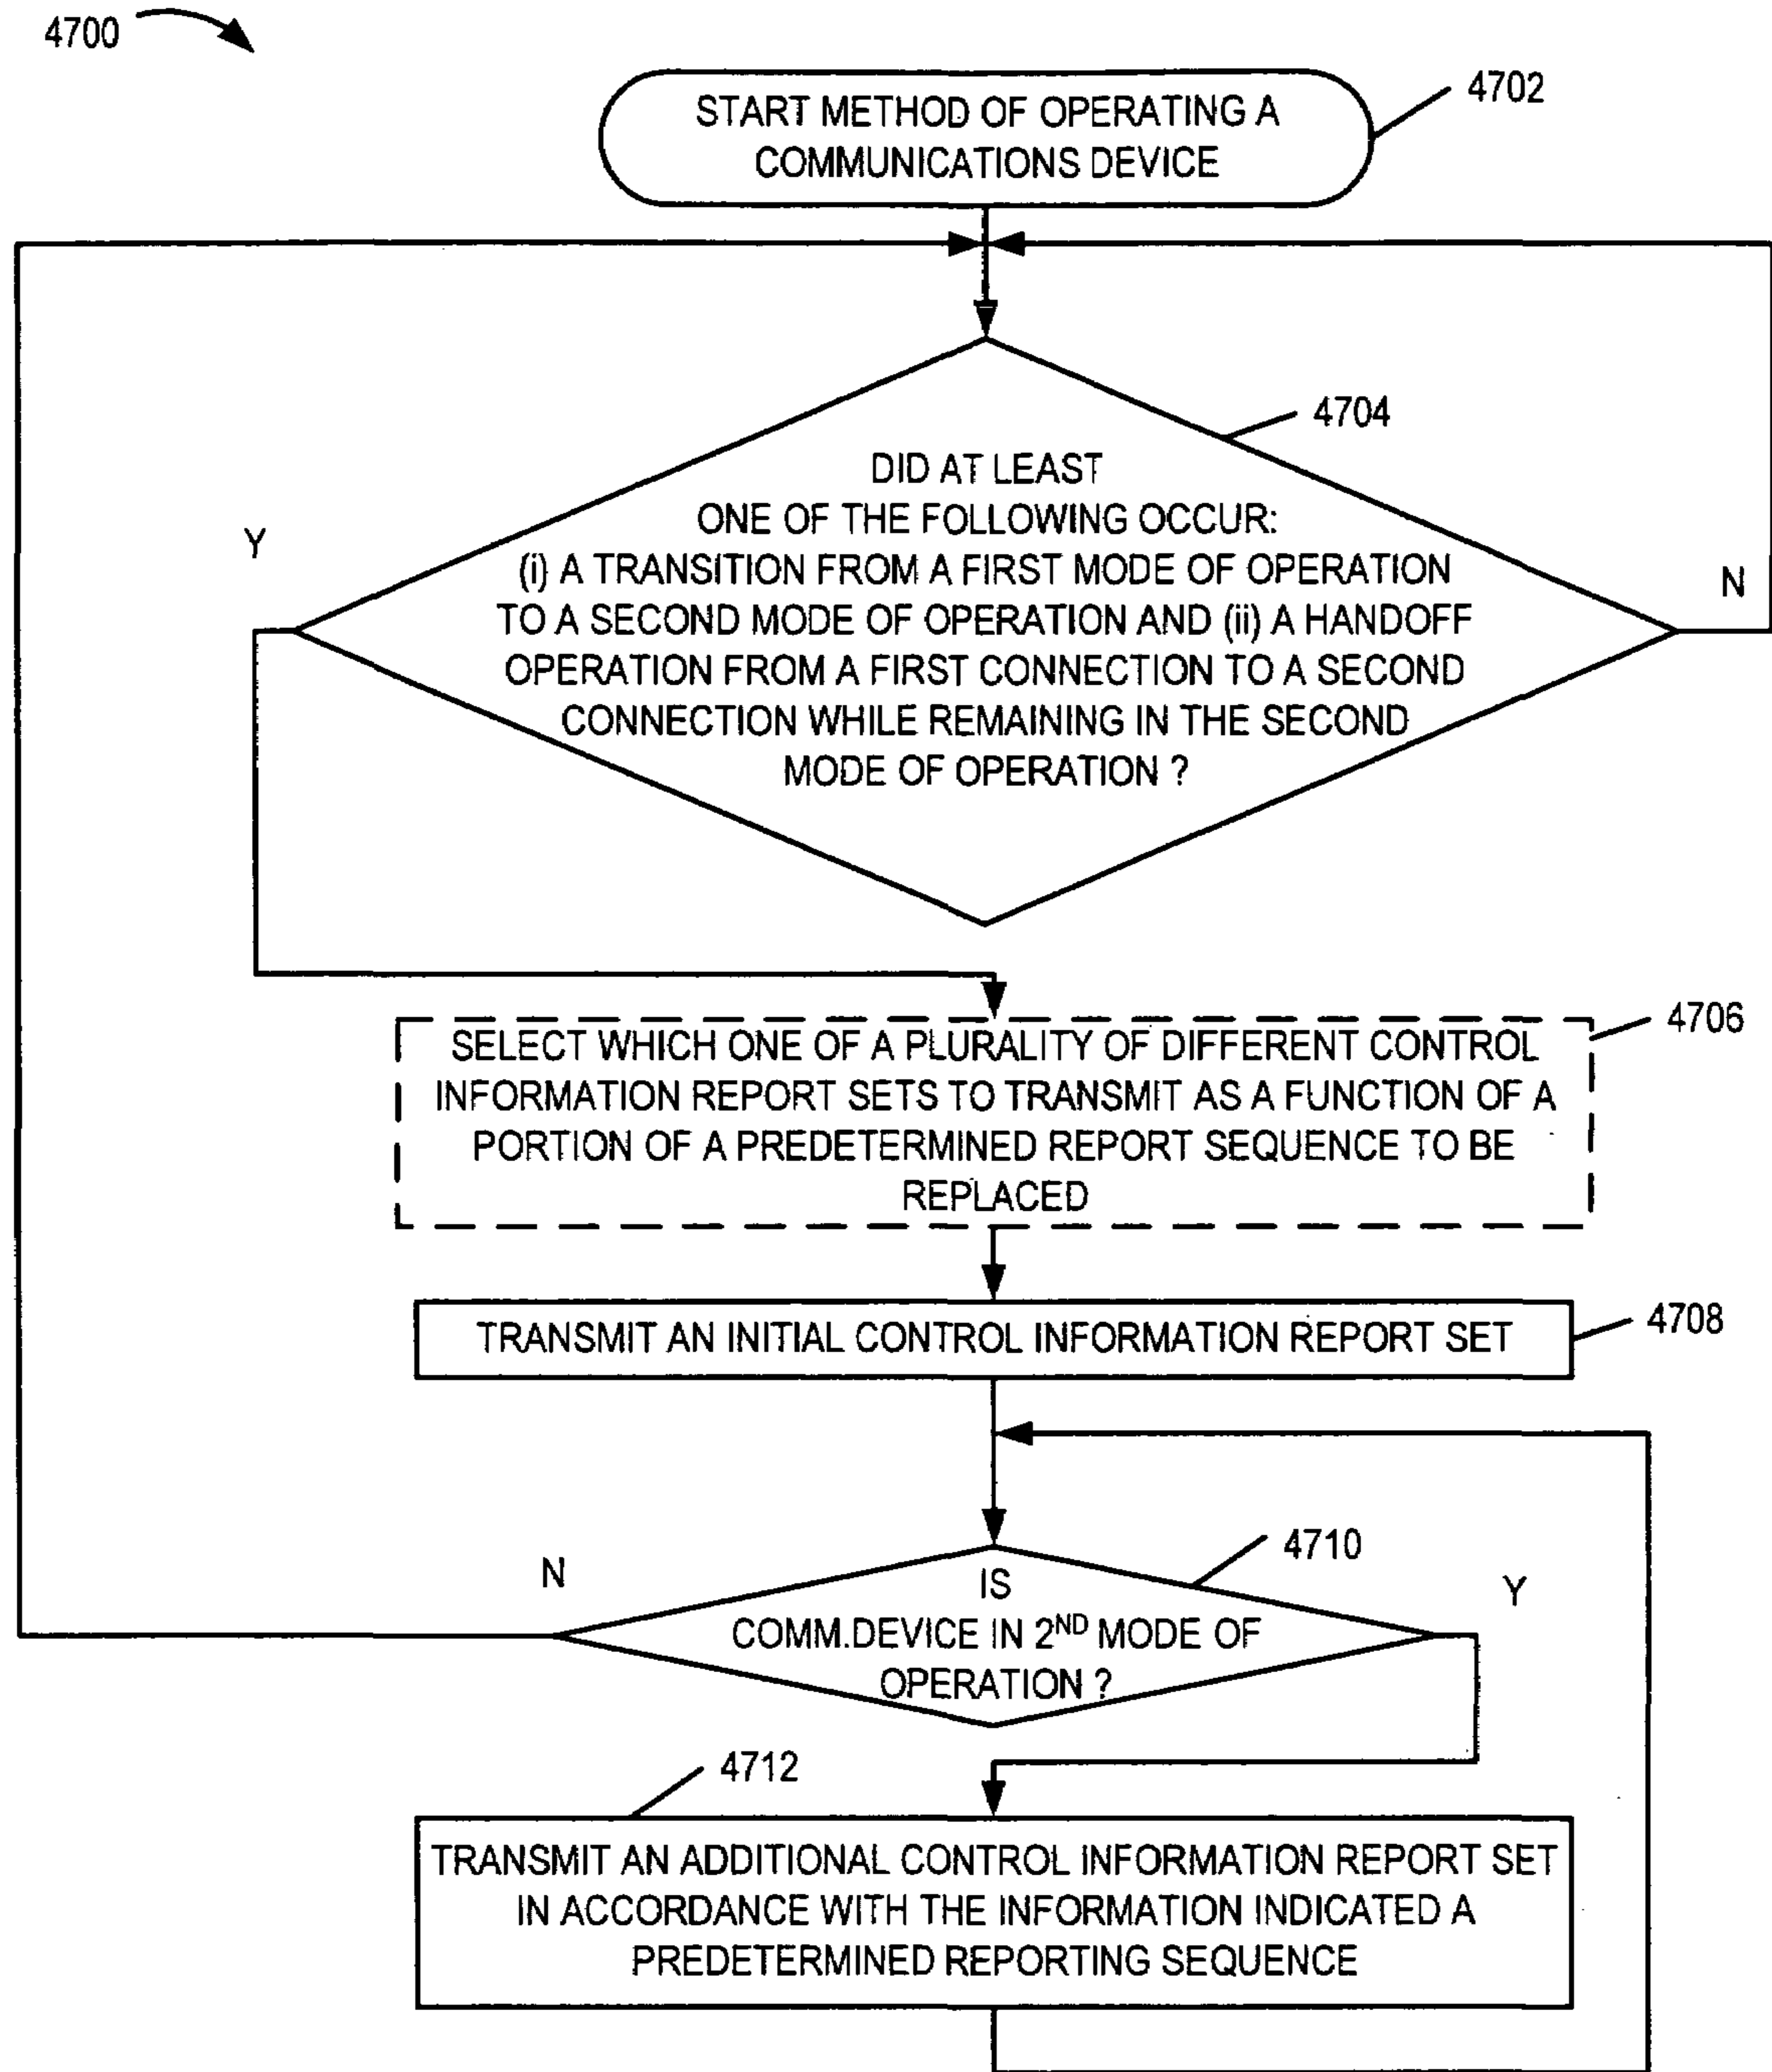 4700
START METHOD OF OPERATING A
COMMUNICATIONS DEVICE
4702
4704
DID AT LEAST
ONE OF THE FOLLOWING OCCUR:
(i) A TRANSITION FROM A FIRST MODE OF OPERATION
TO A SECOND MODE OF OPERATION AND (ii) A HANDOFF
OPERATION FROM A FIRST CONNECTION TO A SECOND
CONNECTION WHILE REMAINING IN THE SECOND
MODE OF OPERATION ?
Y
N
4706
SELECT WHICH ONE OF A PLURALITY OF DIFFERENT CONTROL
INFORMATION REPORT SETS TO TRANSMIT AS A FUNCTION OF A
PORTION OF A PREDETERMINED REPORT SEQUENCE TO BE
REPLACED
TRANSMIT AN INITIAL CONTROL INFORMATION REPORT SET
4708
4710
N
IS
COMM.DEVICE IN 2ND MODE OF
OPERATION ?
Y
4712
TRANSMIT AN ADDITIONAL CONTROL INFORMATION REPORT SET
IN ACCORDANCE WITH THE INFORMATION INDICATED A
PREDETERMINED REPORTING SEQUENCE